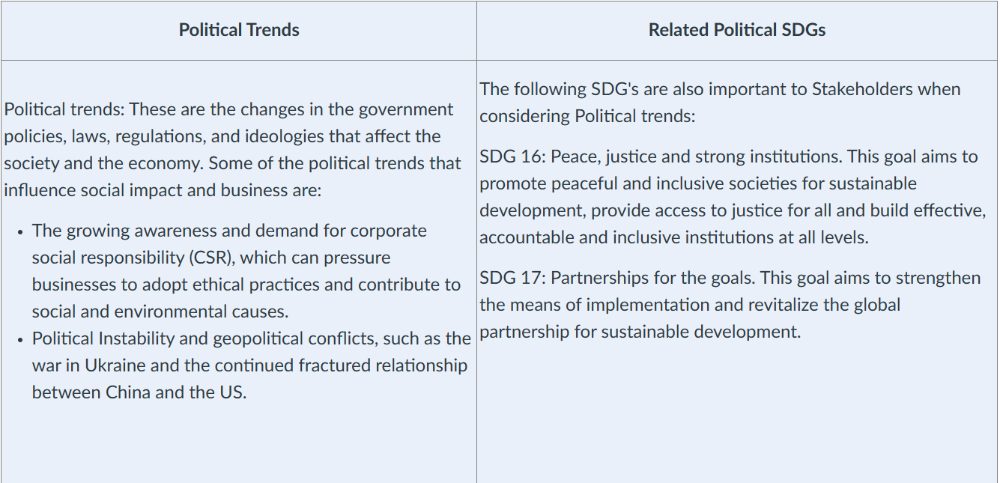 Political Trends
Related Political SDGs
Political trends: These are the changes in the government
policies, laws, regulations, and ideologies that affect the
society and the economy. Some of the political trends that
influence social impact and business are:
• The growing awareness and demand for corporate
social responsibility (CSR), which can pressure
businesses to adopt ethical practices and contribute to
social and environmental causes.
• Political Instability and geopolitical conflicts, such as the
war in Ukraine and the continued fractured relationship
between China and the US.
The following SDG's are also important to Stakeholders when
considering Political trends:
SDG 16: Peace, justice and strong institutions. This goal aims to
promote peaceful and inclusive societies for sustainable
development, provide access to justice for all and build effective,
accountable and inclusive institutions at all levels.
SDG 17: Partnerships for the goals. This goal aims to strengthen
the means of implementation and revitalize the global
partnership for sustainable development.